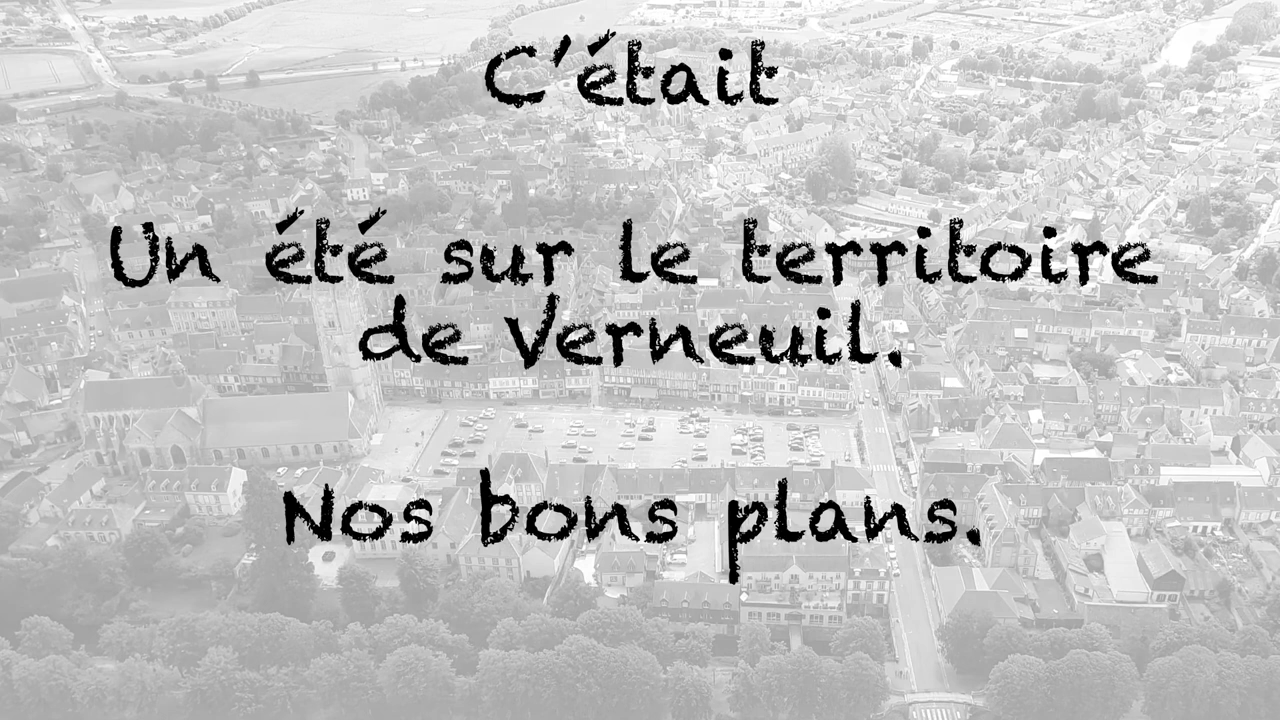 C'était
Un été sur le territoire
de Verneuil.
Nos bons plans.